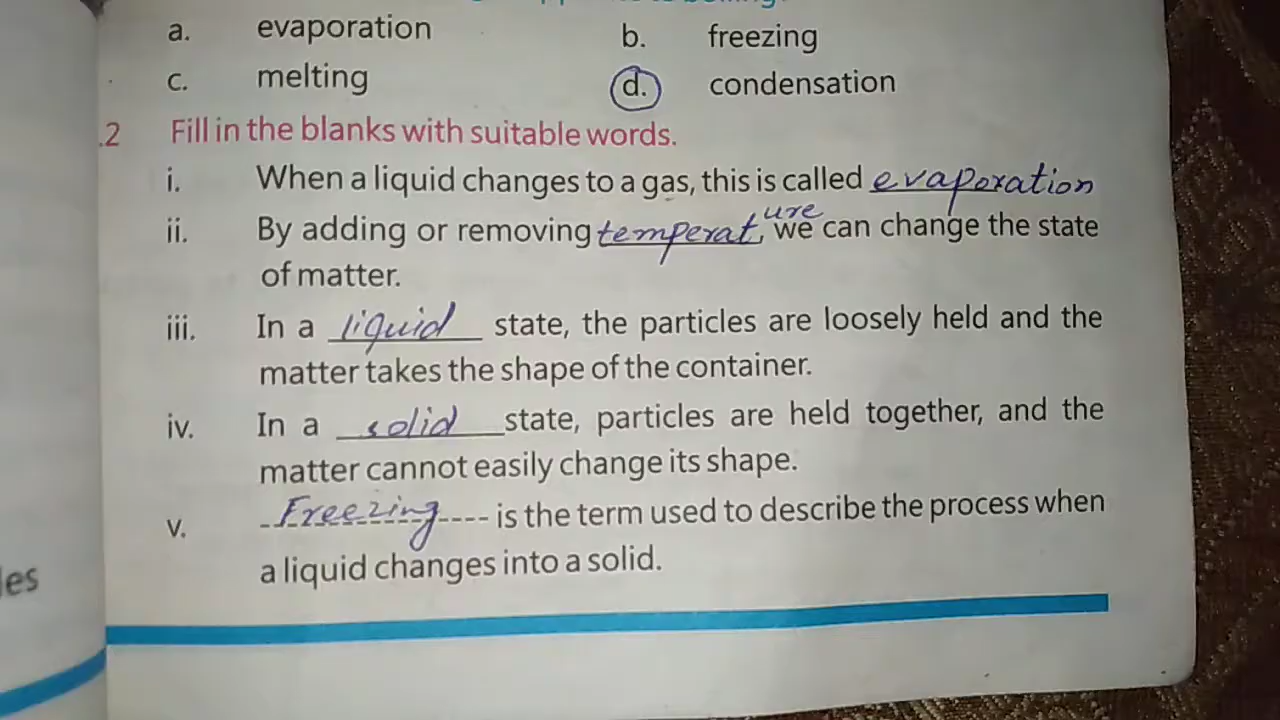 to boiling?
a. evaporation b. freezing
c. melting d. condensation
.2 Fill in the blanks with suitable words.
i. When a liquid changes to a gas, this is called evaporation
ii. By adding or removing temperature, we can change the state
of matter.
iii. In a liquid state, the particles are loosely held and the
matter takes the shape of the container.
iv. In a solid state, particles are held together, and the
matter cannot easily change its shape.
v. Freezing is the term used to describe the process when
les
a liquid changes into a solid.